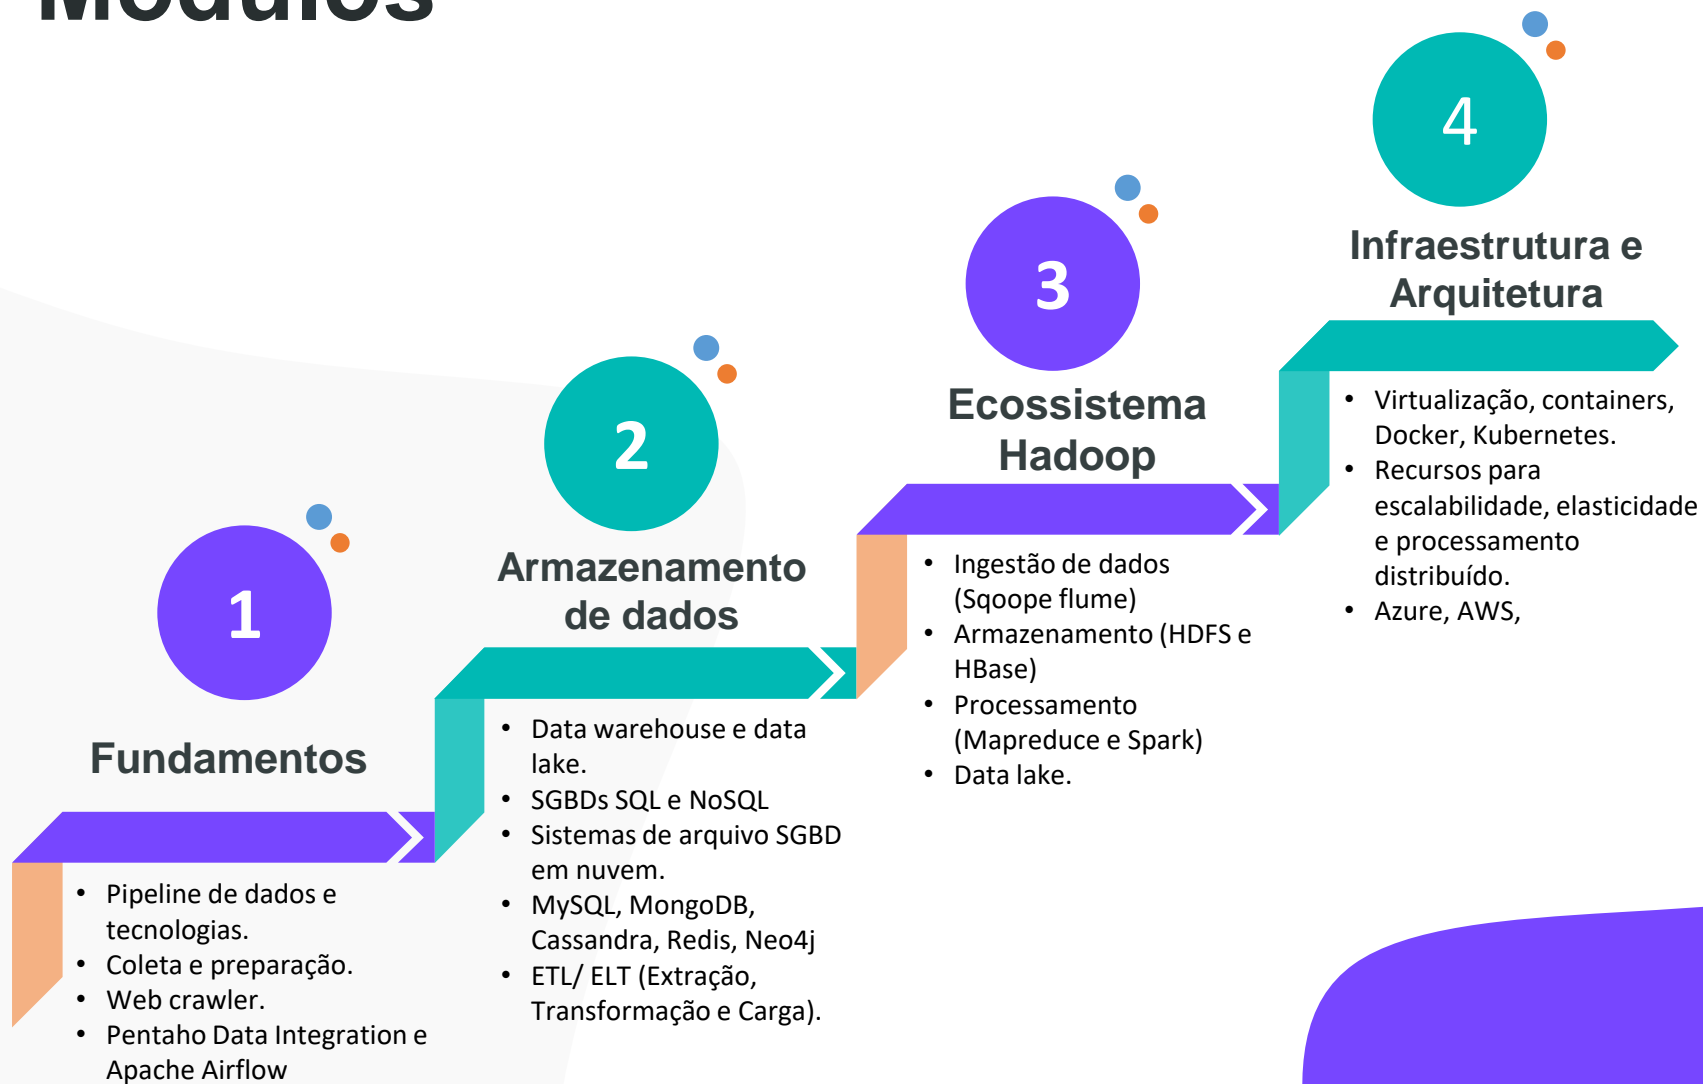 Módulos
1
Fundamentos
• Pipeline de dados e
tecnologias.
• Coleta e preparação.
• Web crawler.
• Pentaho Data Integration e
Apache Airflow
2
Armazenamento
de dados
• Data warehouse e data
lake.
• SGBDs SQL e NoSQL
• Sistemas de arquivo SGBD
em nuvem.
• MySQL, MongoDB,
Cassandra, Redis, Neo4j
• ETL/ ELT (Extração,
Transformação e Carga).
3
Ecossistema
Hadoop
• Ingestão de dados
(Sqoope flume)
• Armazenamento (HDFS e
HBase)
• Processamento
(Mapreduce e Spark)
• Data lake.
4
Infraestrutura e
Arquitetura
• Virtualização, containers,
Docker, Kubernetes.
• Recursos para
escalabilidade, elasticidade
e processamento
distribuído.
• Azure, AWS,